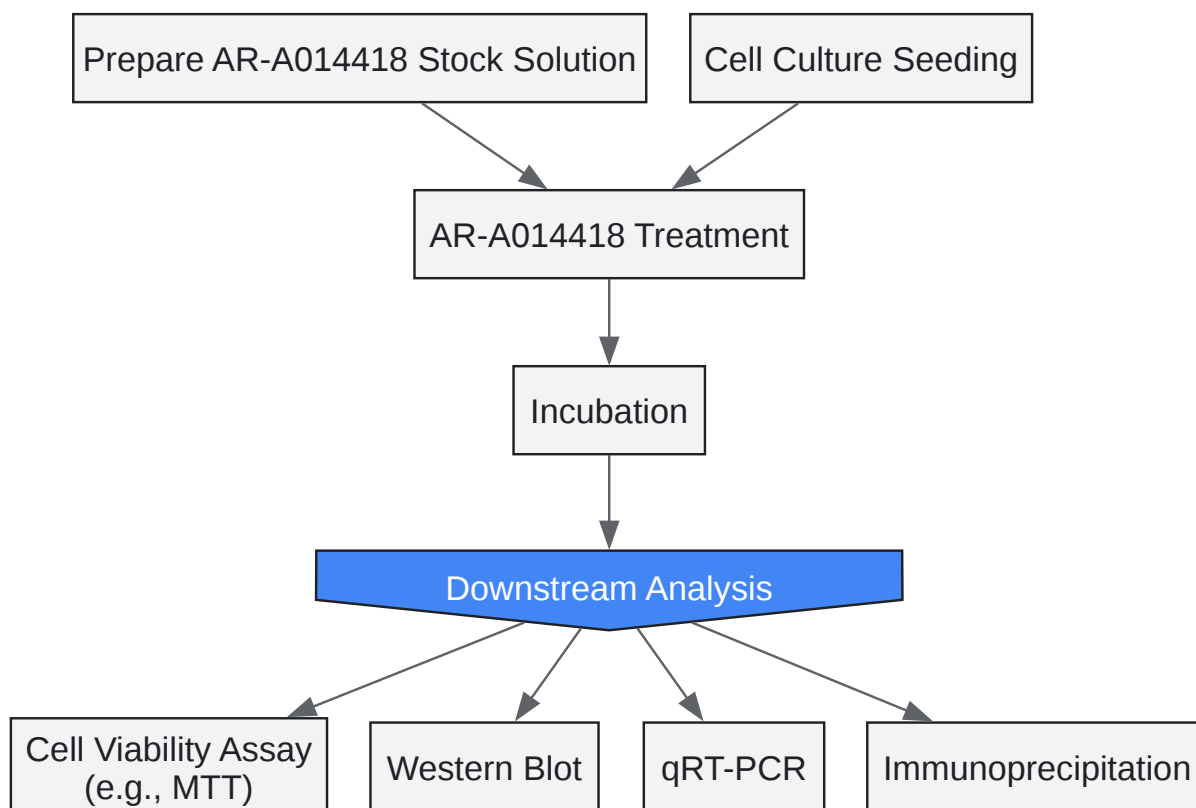 Prepare AR-A014418 Stock Solution
Cell Culture Seeding
AR-A014418 Treatment
Incubation
Downstream Analysis
Cell Viability Assay
(e.g., MTT)
Western Blot
qRT-PCR
Immunoprecipitation